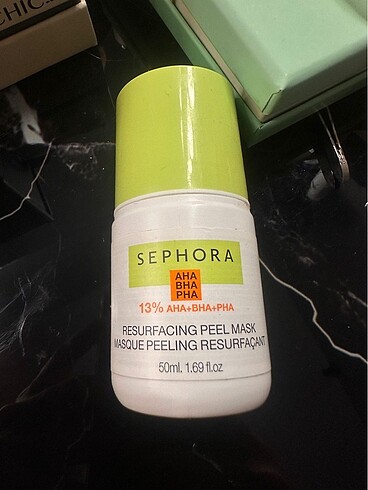 CHIC
SEPHORA
AHA
BHA
PHA
13% AHA+BHA+PHA
RESURFACING PEEL MASK
MASQUE PEELING RESURFAÇANT
50ml. 1.69 fl.oz